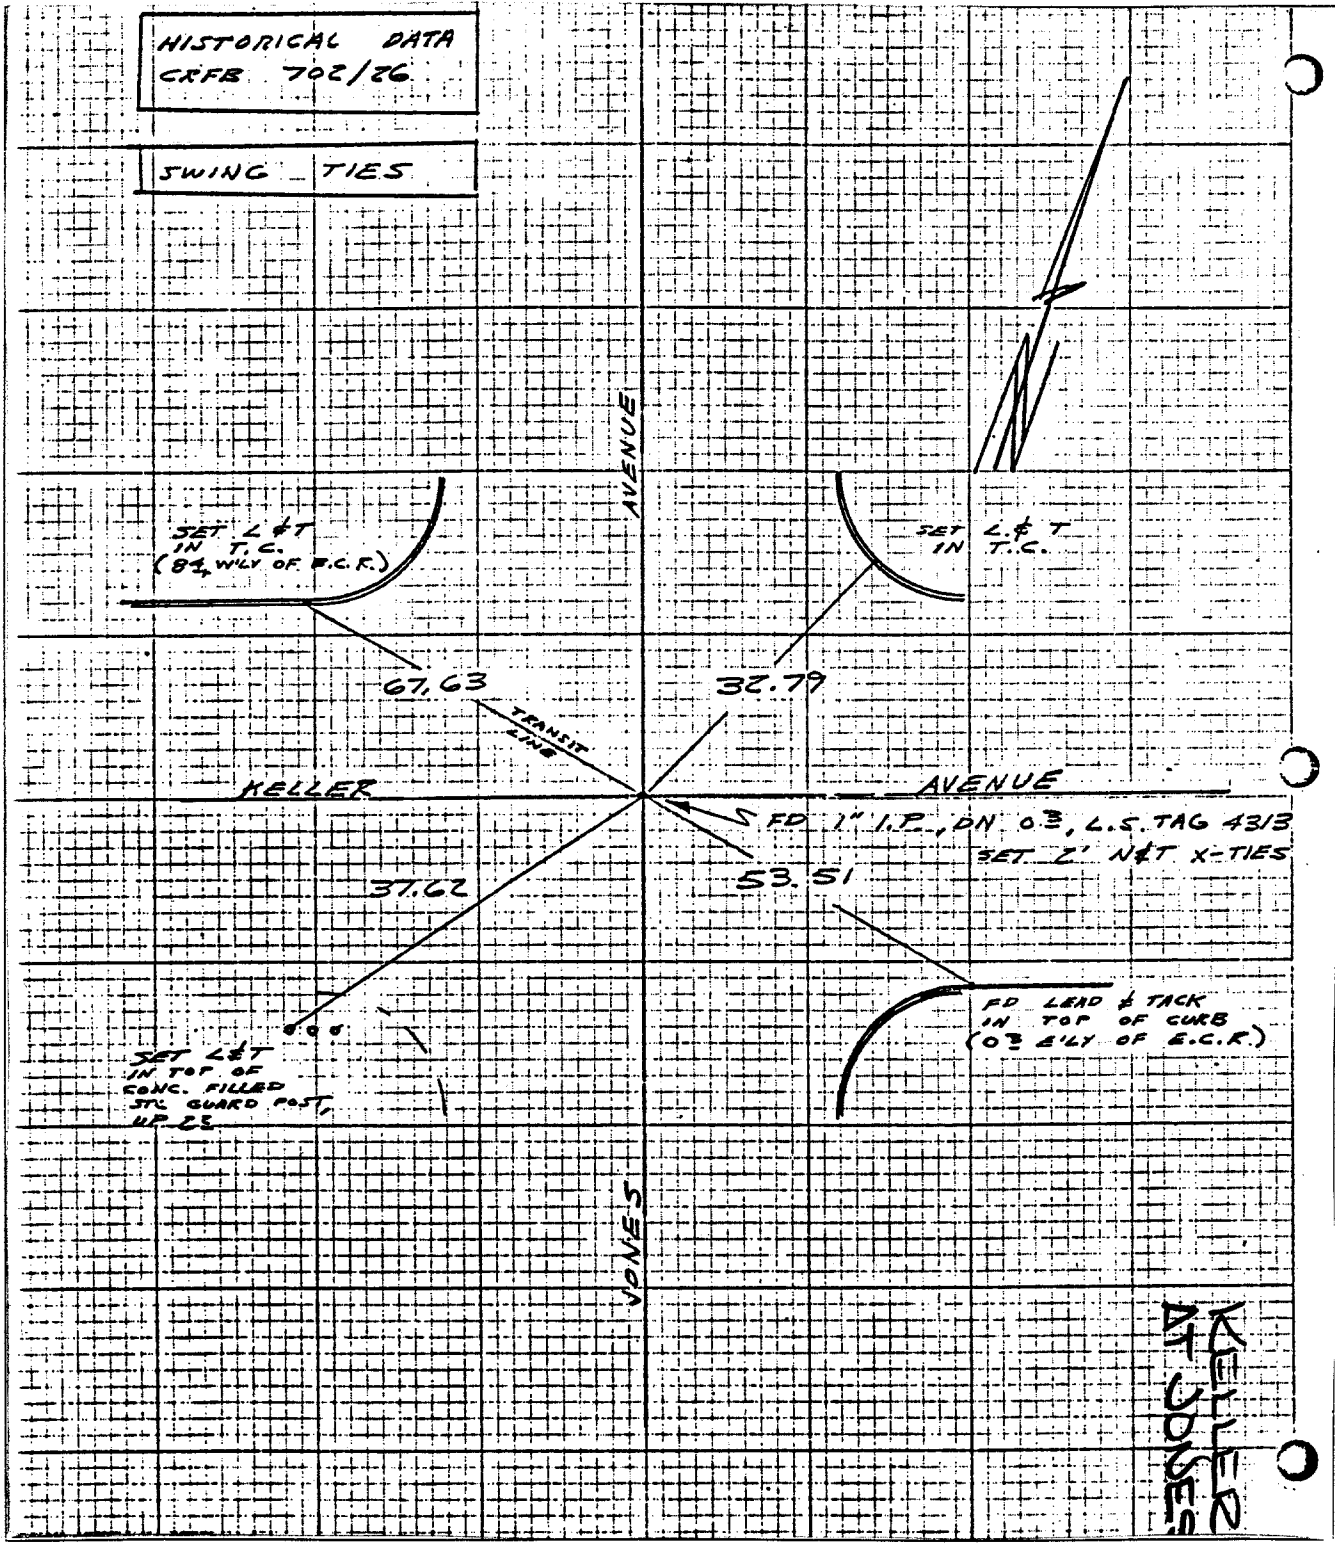 HISTORICAL DATA
CRFB 702/26
SWING TIES
AVENUE
N
SET L & T
IN T.C.
(84 W'LY OF E.C.R.)
SET L. & T
IN T.C.
67.63
32.79
TRANSIT
LINE
KELLER
AVENUE
FD 1" I.P., DN 0.3, L.S. TAG 4313
SET 2' N&T X-TIES
37.62
53.51
SET L&T
IN TOP OF
CONC. FILLED
STL GUARD POST,
UP
FD LEAD & TACK
IN TOP OF CURB
(0.3 E'LY OF E.C.R.)
JONES
KELLER
AT JONES